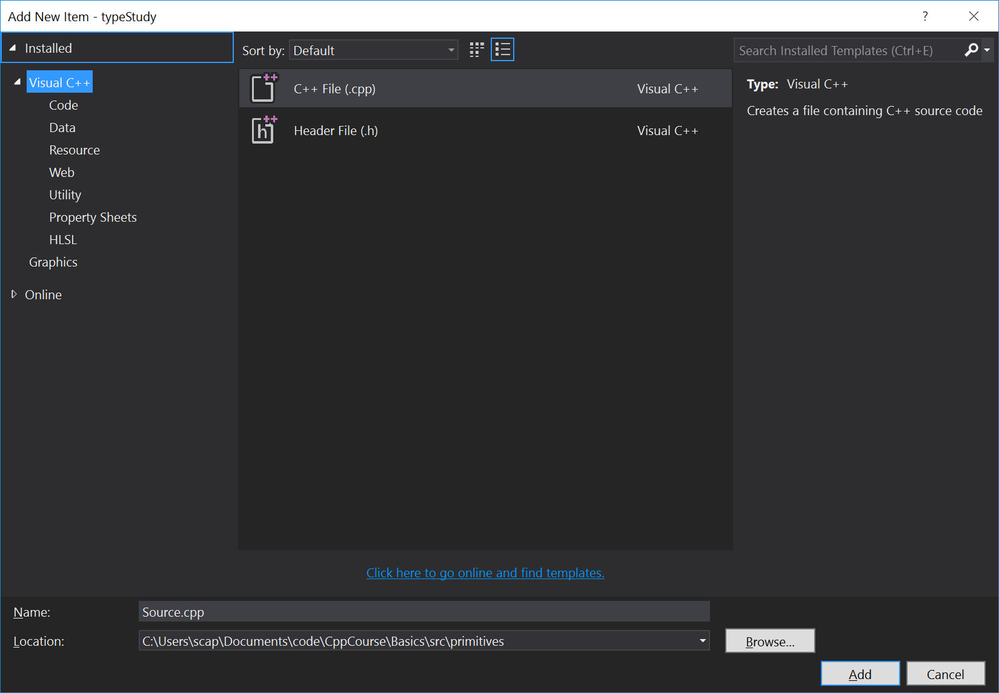 Add New Item - typeStudy
?
Installed
Sort by: Default
Search Installed Templates (Ctrl+E)
Visual C++
Code
Data
Resource
Web
Utility
Property Sheets
HLSL
Graphics
Online
++
C++ File (.cpp) Visual C++
++
h
Header File (.h) Visual C++
Type: Visual C++
Creates a file containing C++ source code
Click here to go online and find templates.
Name: Source.cpp
Location: C:\Users\scap\Documents\code\CppCourse\Basics\src\primitives Browse...
Add Cancel